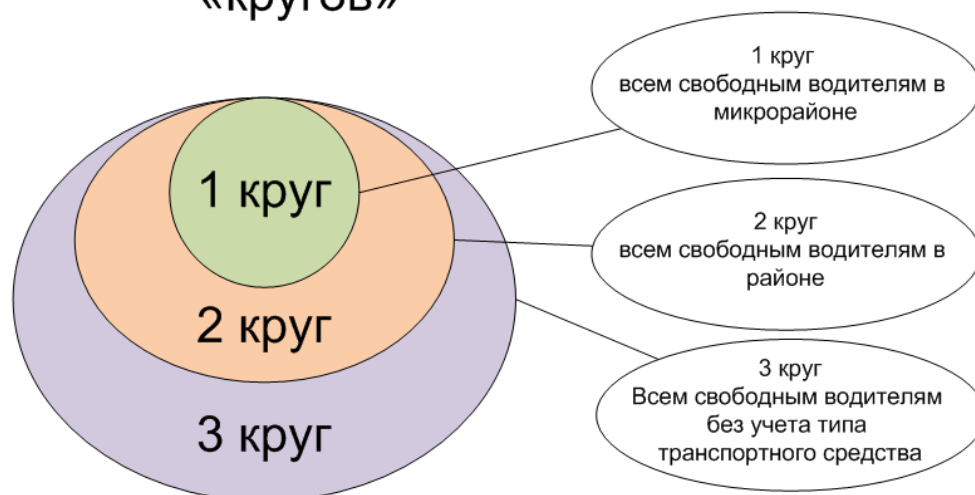 «кругов»
1 круг
всем свободным водителям в
микрорайоне
1 круг
2 круг
всем свободным водителям в
районе
2 круг
3 круг
Всем свободным водителям
без учета типа
транспортного средства
3 круг